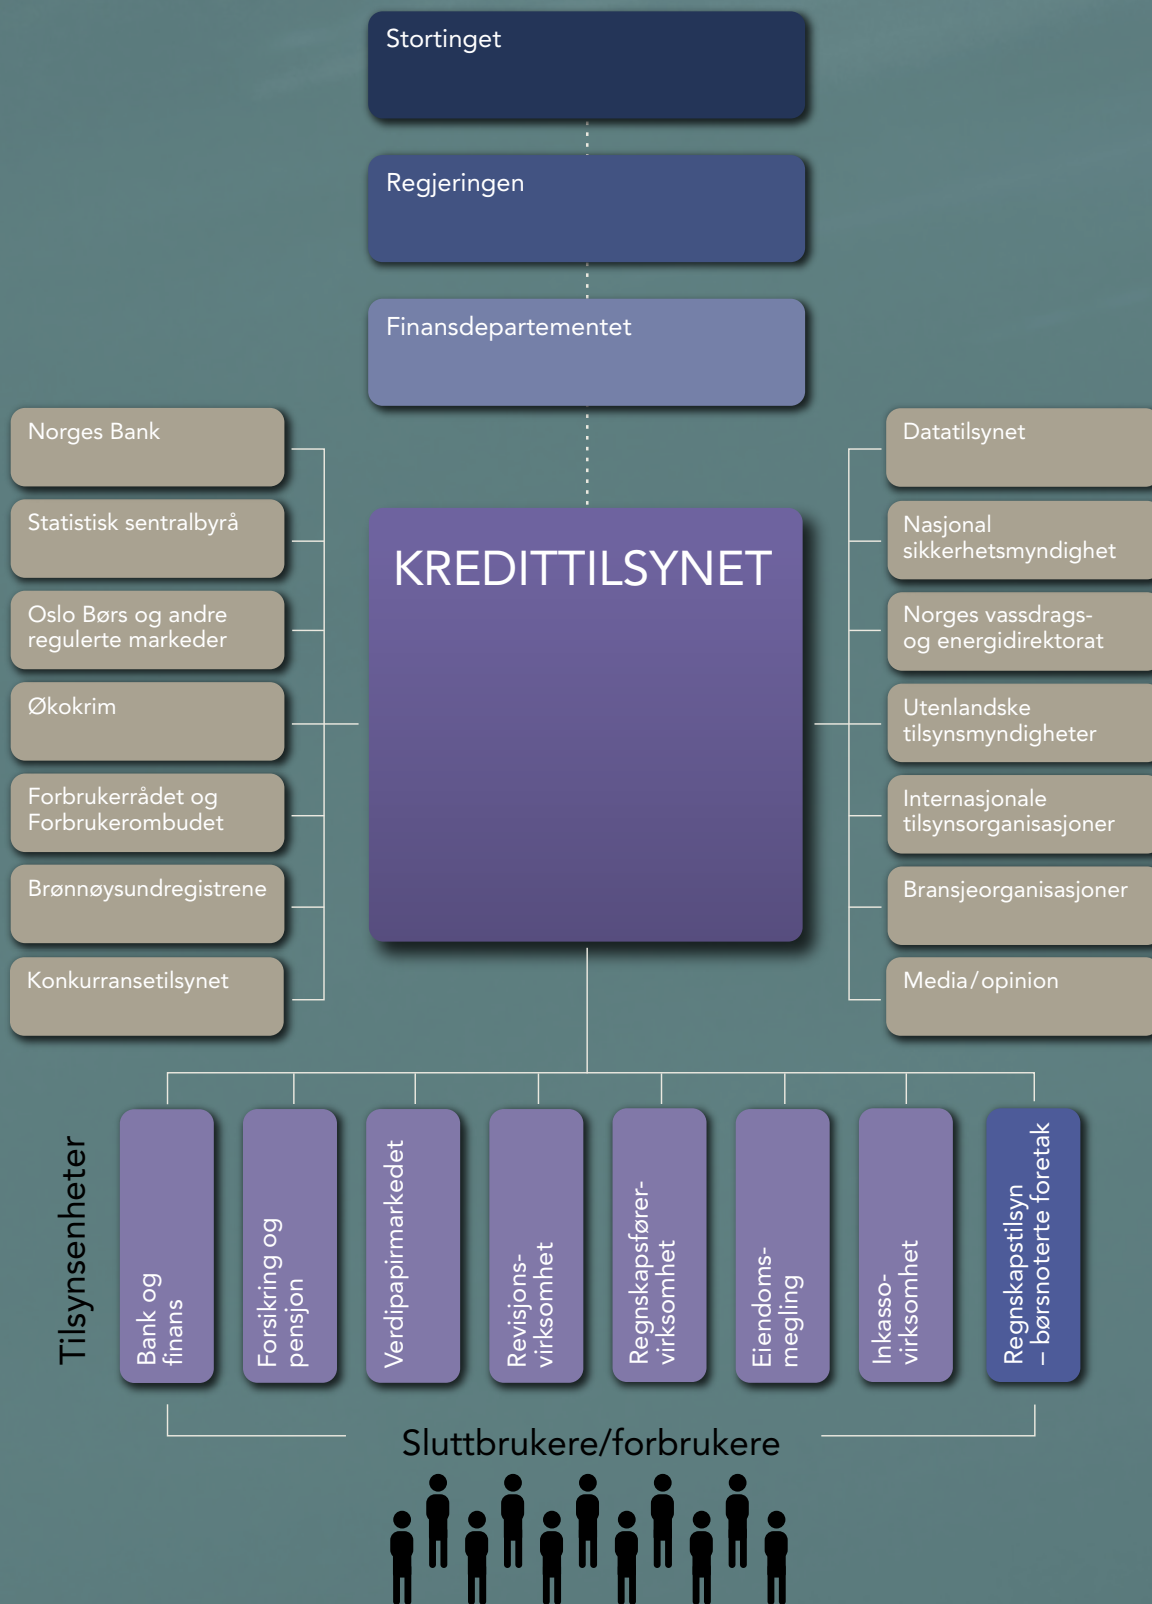 Stortinget
Regjeringen
Finansdepartementet
Norges Bank
Statistisk sentralbyrå
Oslo Børs og andre
regulerte markeder
Økokrim
Forbrukerrådet og
Forbrukerombudet
Brønnøysundregistrene
Konkurransetilsynet
KREDITTILSYNET
Datatilsynet
Nasjonal
sikkerhetsmyndighet
Norges vassdrags-
og energidirektorat
Utenlandske
tilsynsmyndigheter
Internasjonale
tilsynsorganisasjoner
Bransjeorganisasjoner
Media/opinion
Tilsynsenheter
Bank og
finans
Forsikring og
pensjon
Verdipapirmarkedet
Revisjons-
virksomhet
Regnskapsfører-
virksomhet
Eiendoms-
megling
Inkasso-
virksomhet
Regnskapstilsyn
– børsnoterte foretak
Sluttbrukere/forbrukere